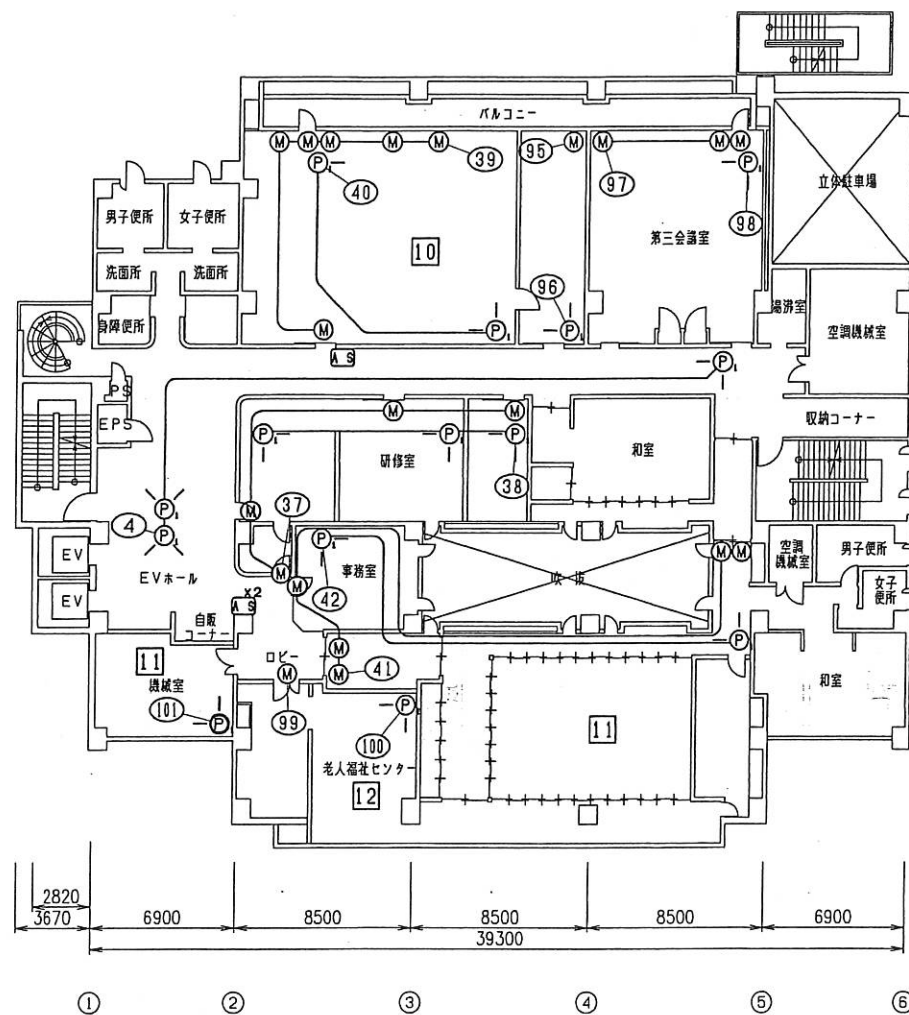 バルコニー
M M M M M 39 95 M M 97 M M
P 40 P 98
立体駐車場
男子便所 女子便所
第三会議室
10
洗面所 洗面所
96
湯沸室
身障便所
P P
M
空調機械室
A S
P
PS
M M
収納コーナー
EPS
P P P
研修室
和室
38
37
M
P
4 P
P
事務室
M M
空調
機械室
男子便所
EV
EVホール
M
M
42
吹抜
女子
便所
EV
x2
A S
自販
コーナー
P
ロビー
M
M 41
11
機械室
M
和室
P 101
99
P
100
11
老人福祉センター
12
2820
3670 6900 8500 8500 8500 6900
39300
① ② ③ ④ ⑤ ⑥